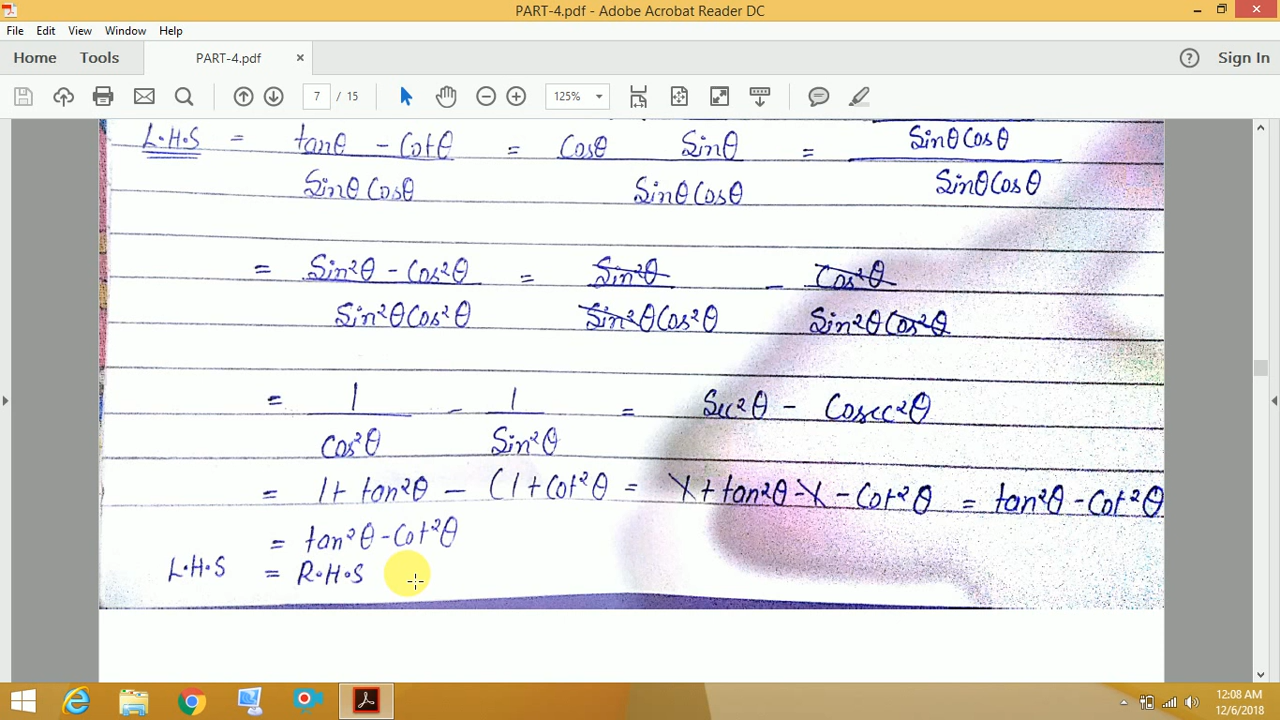 PART-4.pdf - Adobe Acrobat Reader DC
File Edit View Window Help
Home Tools PART-4.pdf × Sign In
7 / 15 125%
L.H.S = tanθ - Cotθ = Cosθ Sinθ = SinθCosθ
SinθCosθ SinθCosθ SinθCosθ
= Sin²θ - Cos²θ = Sin²θ - Cos²θ
Sin²θCos²θ Sin²θCos²θ Sin²θCos²θ
= 1 - 1 = Sec²θ - Cosec²θ
Cos²θ Sin²θ
= 1 + tan²θ - (1 + Cot²θ = 1 + tan²θ - 1 - Cot²θ = tan²θ - Cot²θ
= tan²θ - Cot²θ
L.H.S = R.H.S
12:08 AM
12/6/2018